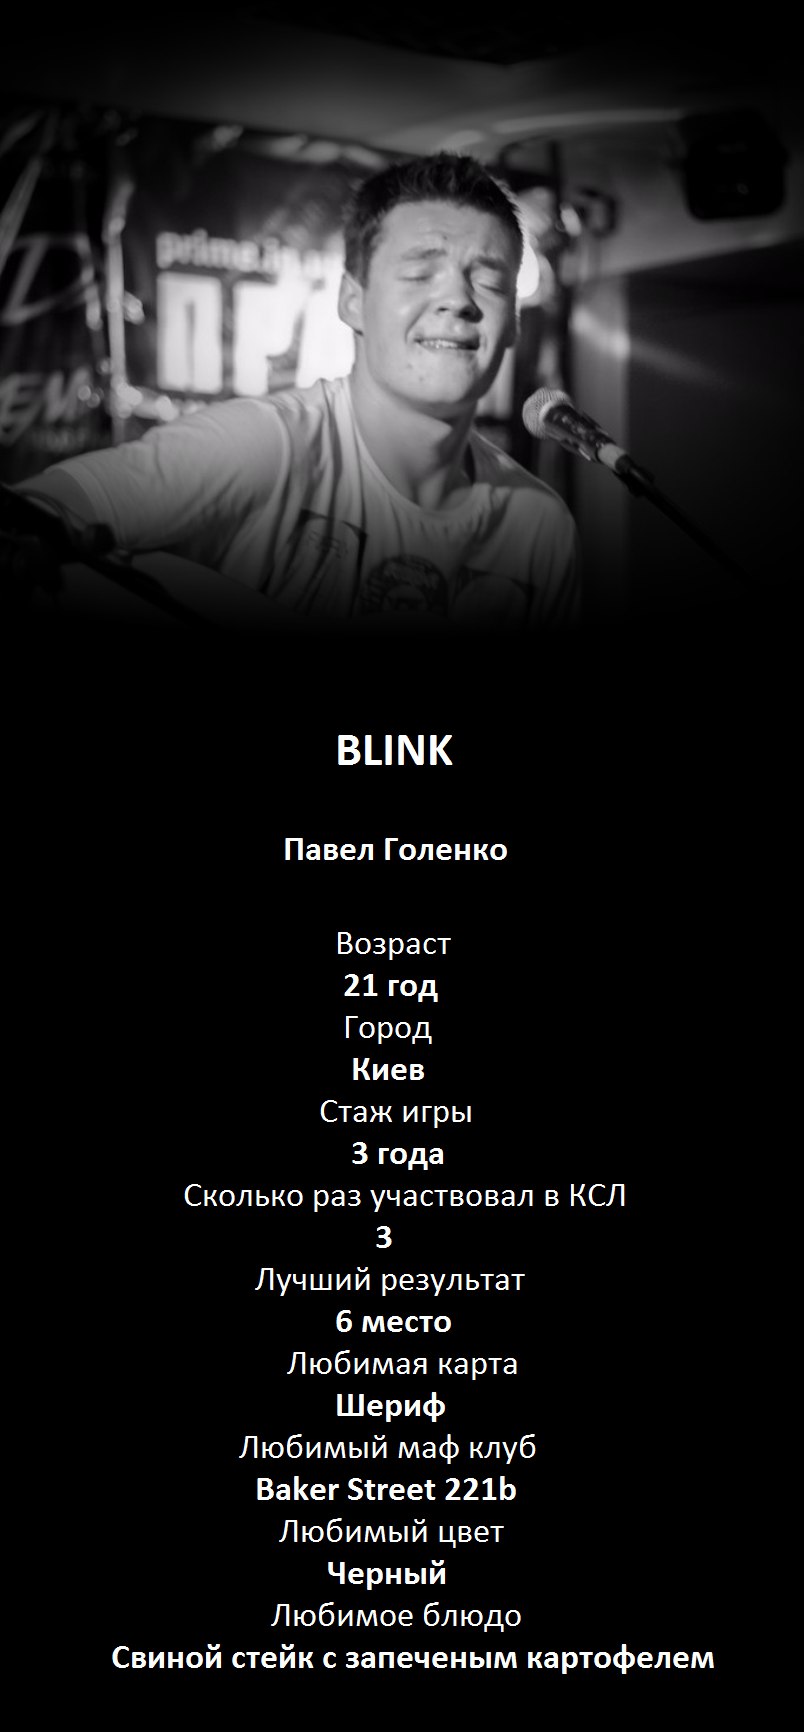 prime.
ПРА
BLINK
Павел Голенко
Возраст
21 год
Город
Киев
Стаж игры
3 года
Сколько раз участвовал в КСЛ
3
Лучший результат
6 место
Любимая карта
Шериф
Любимый маф клуб
Baker Street 221b
Любимый цвет
Черный
Любимое блюдо
Свиной стейк с запеченым картофелем